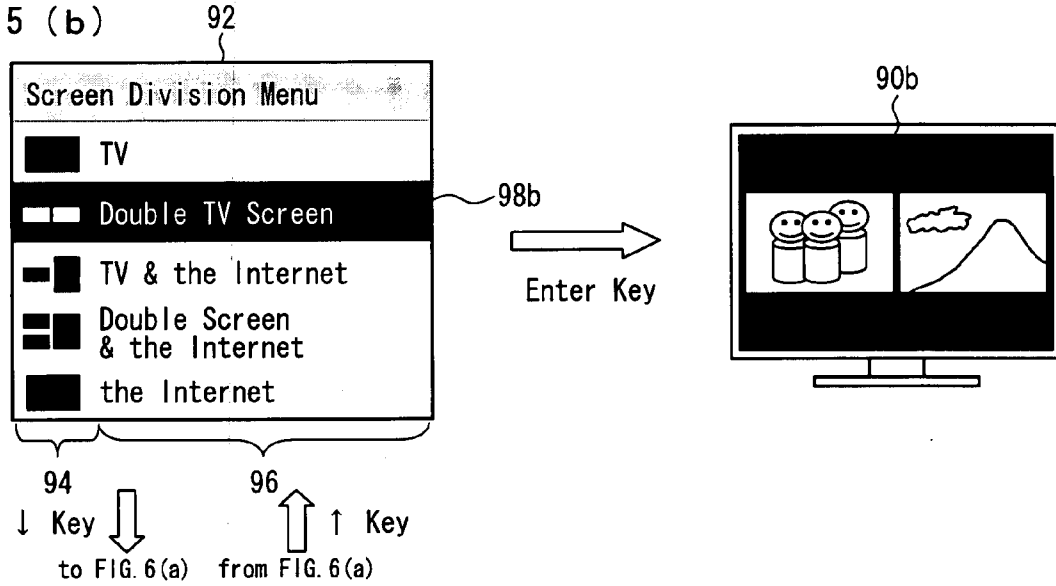 5 (b)
92
Screen Division Menu
TV
Double TV Screen
98b
TV & the Internet
Double Screen
& the Internet
the Internet
94
96
↓ Key
↑ Key
to FIG. 6(a)
from FIG. 6(a)
Enter Key
90b